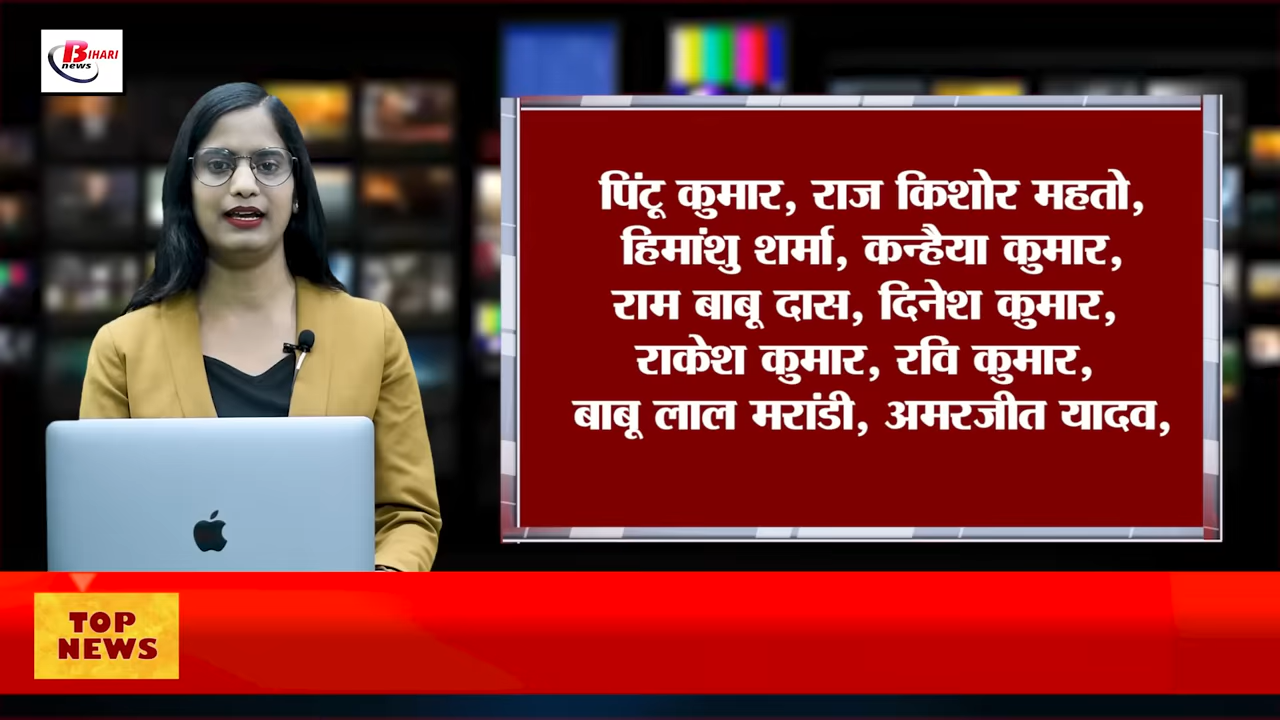 BIHARI
news
पिंटू कुमार, राज किशोर महतो,
हिमांशु शर्मा, कन्हैया कुमार,
राम बाबू दास, दिनेश कुमार,
राकेश कुमार, रवि कुमार,
बाबू लाल मरांडी, अमरजीत यादव,
TOP
NEWS